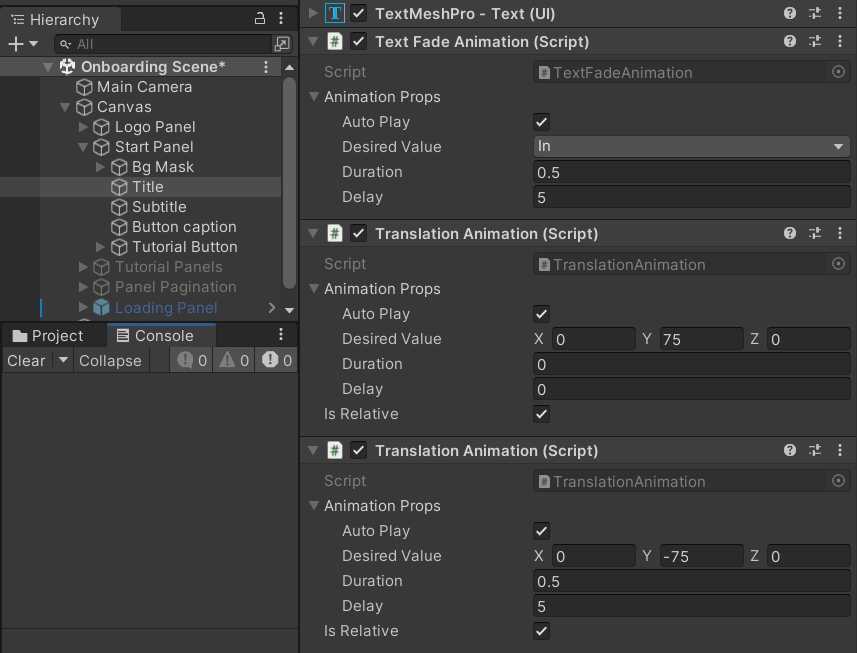 Hierarchy
All
Onboarding Scene*
Main Camera
Canvas
Logo Panel
Start Panel
Bg Mask
Title
Subtitle
Button caption
Tutorial Button
Tutorial Panels
Panel Pagination
Loading Panel
Project Console
Clear Collapse 0 0 0
TextMeshPro - Text (UI)
Text Fade Animation (Script)
Script TextFadeAnimation
Animation Props
Auto Play
Desired Value In
Duration 0.5
Delay 5
Translation Animation (Script)
Script TranslationAnimation
Animation Props
Auto Play
Desired Value X 0 Y 75 Z 0
Duration 0
Delay 0
Is Relative
Translation Animation (Script)
Script TranslationAnimation
Animation Props
Auto Play
Desired Value X 0 Y -75 Z 0
Duration 0.5
Delay 5
Is Relative